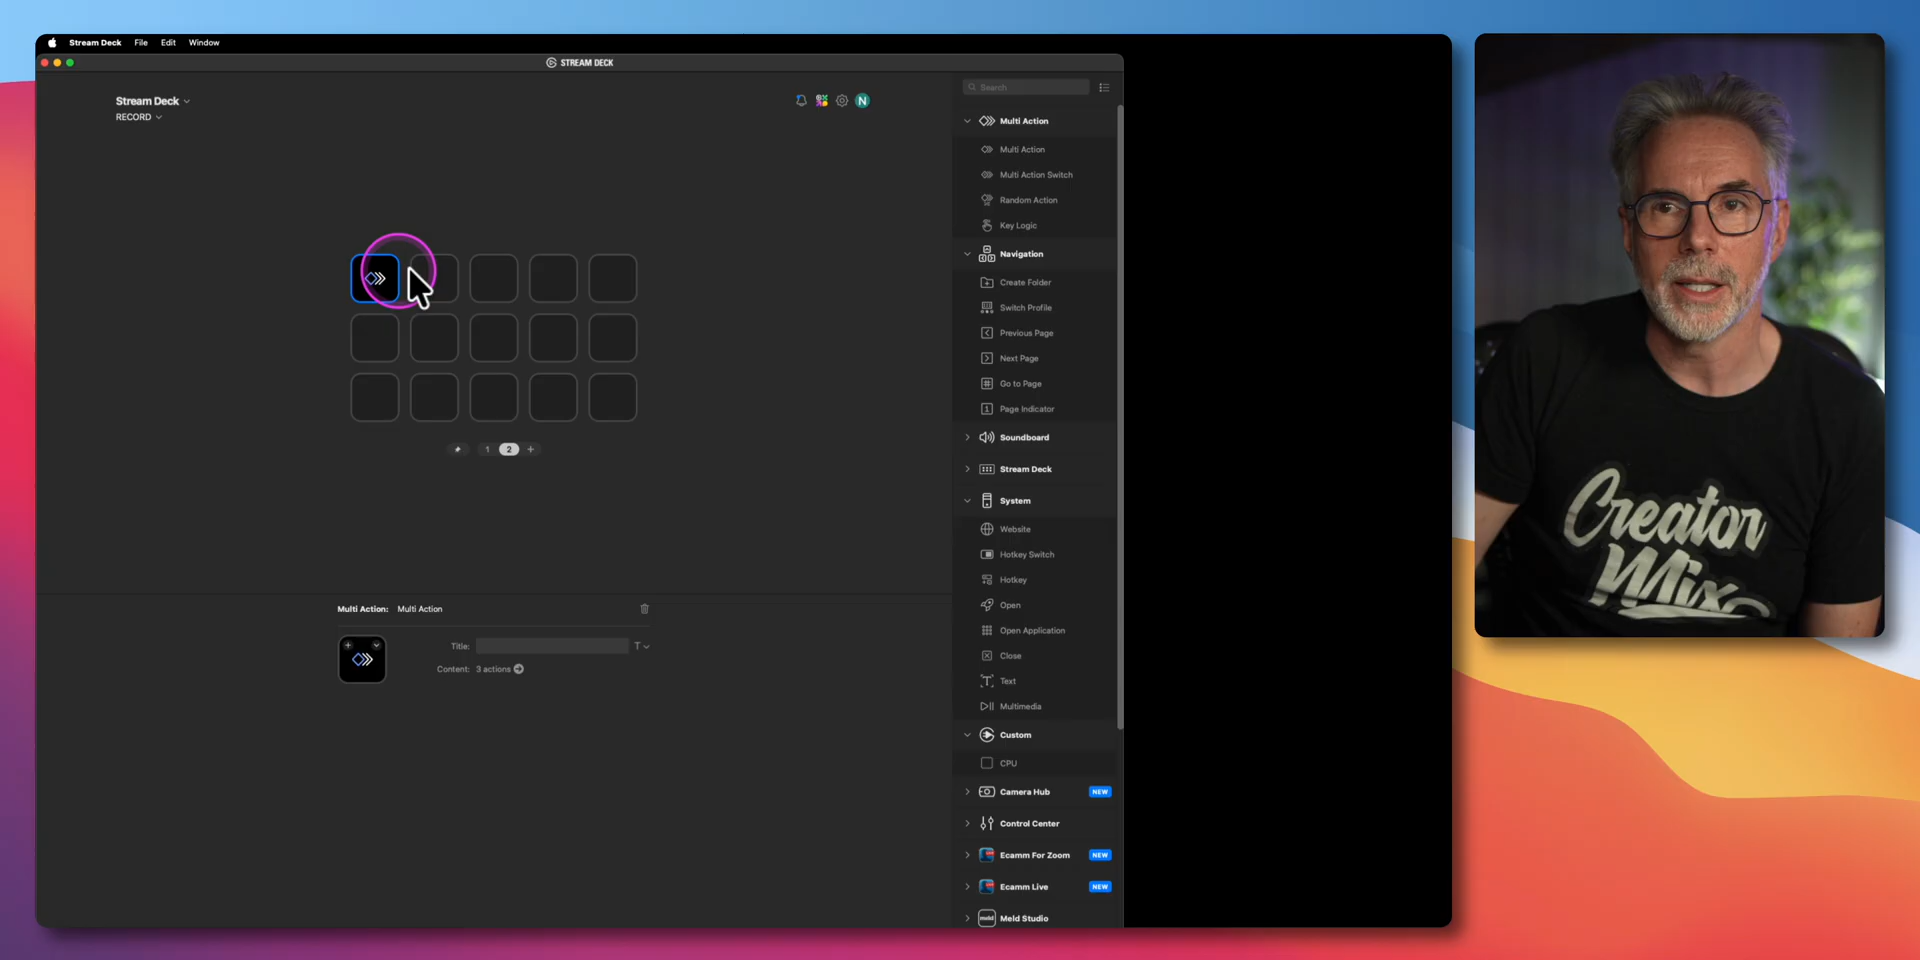 Stream Deck File Edit Window
STREAM DECK
Stream Deck
RECORD
N
Search
Multi Action
Multi Action
Multi Action Switch
Random Action
Key Logic
Navigation
Create Folder
Switch Profile
Previous Page
Next Page
Go to Page
Page Indicator
Soundboard
Stream Deck
System
Website
Hotkey Switch
Hotkey
Open
Open Application
Close
Text
Multimedia
Custom
CPU
Camera Hub NEW
Control Center
Ecamm For Zoom NEW
Ecamm Live NEW
Meld Studio
1 2 +
Multi Action: Multi Action
Title: T
Content: 3 actions
Creator
Mix